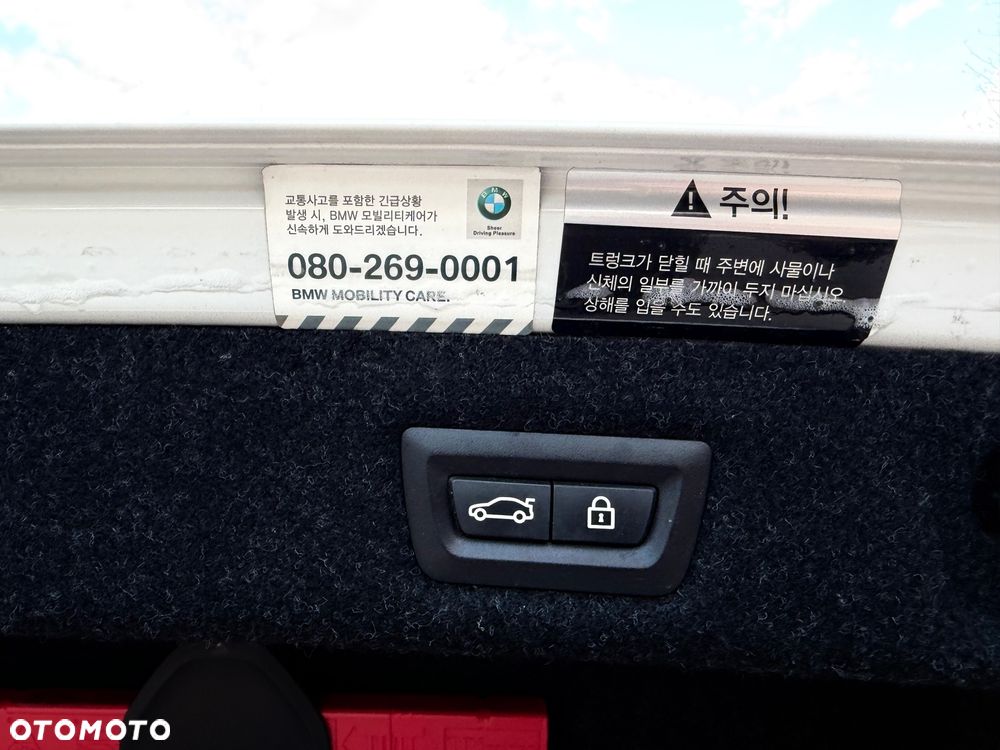 교통사고를 포함한 긴급상황
발생 시, BMW 모빌리티케어가
신속하게 도와드리겠습니다.
BMW
Sheer
Driving Pleasure
080-269-0001
BMW MOBILITY CARE.
주의!
트렁크가 닫힐 때 주변에 사물이나
신체의 일부를 가까이 두지 마십시오
상해를 입을 수도 있습니다.
OTOMOTO